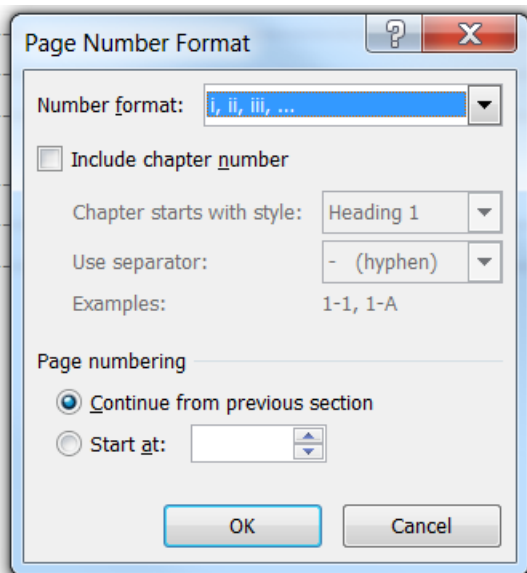 Page Number Format
Number format: i, ii, iii, ...
Include chapter number
Chapter starts with style: Heading 1
Use separator: - (hyphen)
Examples: 1-1, 1-A
Page numbering
Continue from previous section
Start at:
OK Cancel